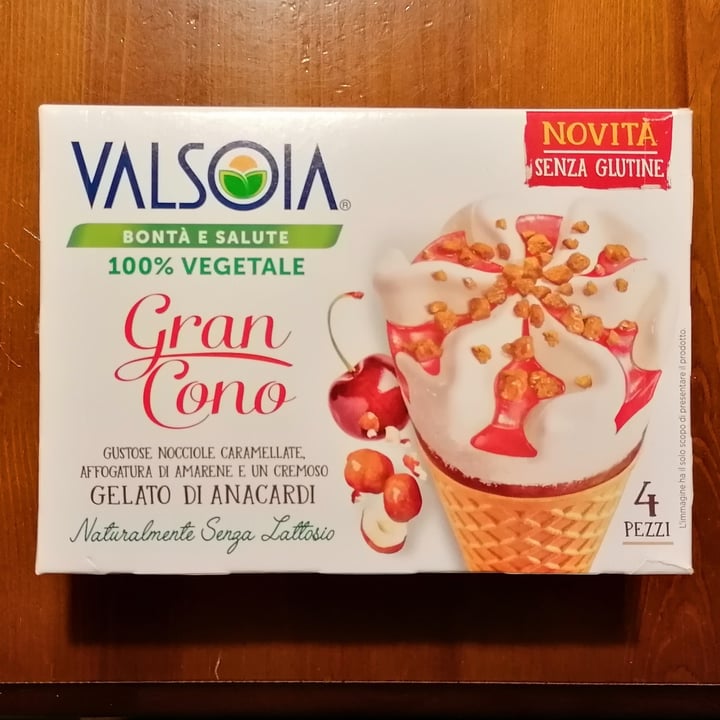 VALSOIA®
BONTÀ E SALUTE
100% VEGETALE
Gran
Cono
GUSTOSE NOCCIOLE CARAMELLATE,
AFFOGATURA DI AMARENE E UN CREMOSO
GELATO DI ANACARDI
Naturalmente Senza Lattosio
NOVITÀ
SENZA GLUTINE
4
PEZZI
L'immagine ha il solo scopo di presentare il prodotto.